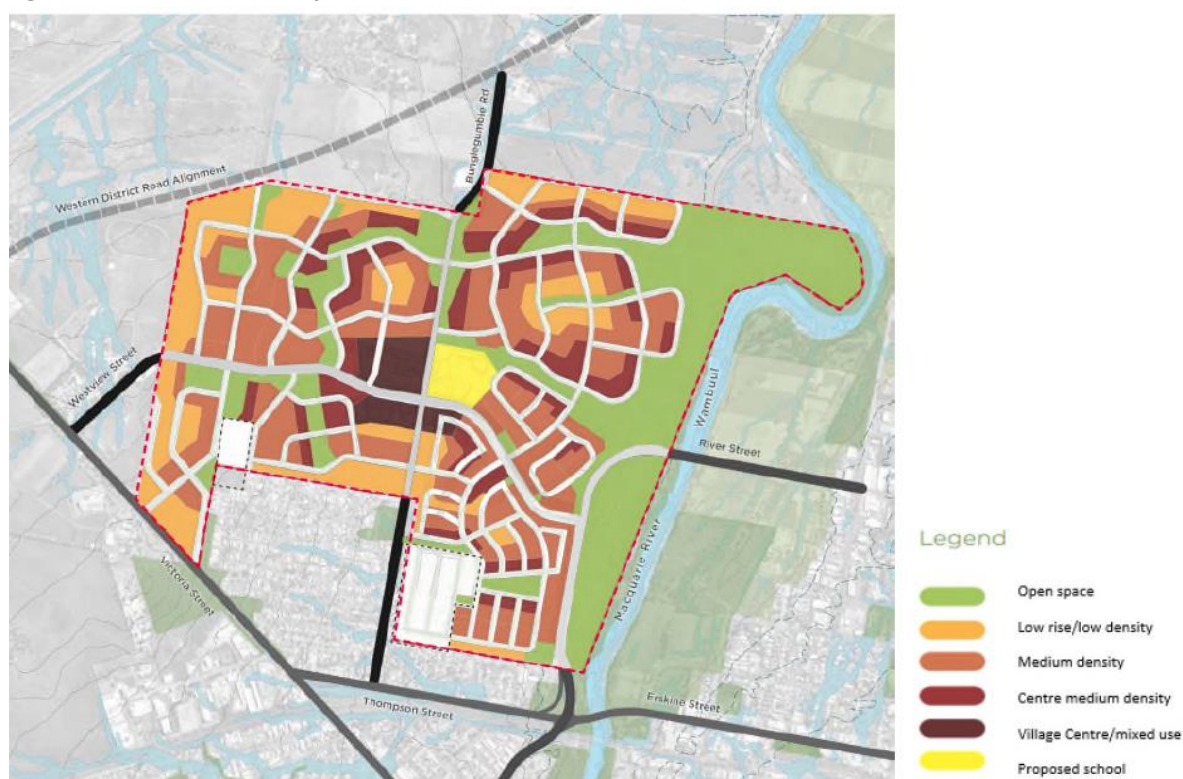 Bunglegumbie Rd
Western District Road Alignment
Westview Street
Wambuul
River Street
Macquarie River
Victoria Street
Thompson Street
Erskine Street
Legend
Open space
Low rise/low density
Medium density
Centre medium density
Village Centre/mixed use
Proposed school